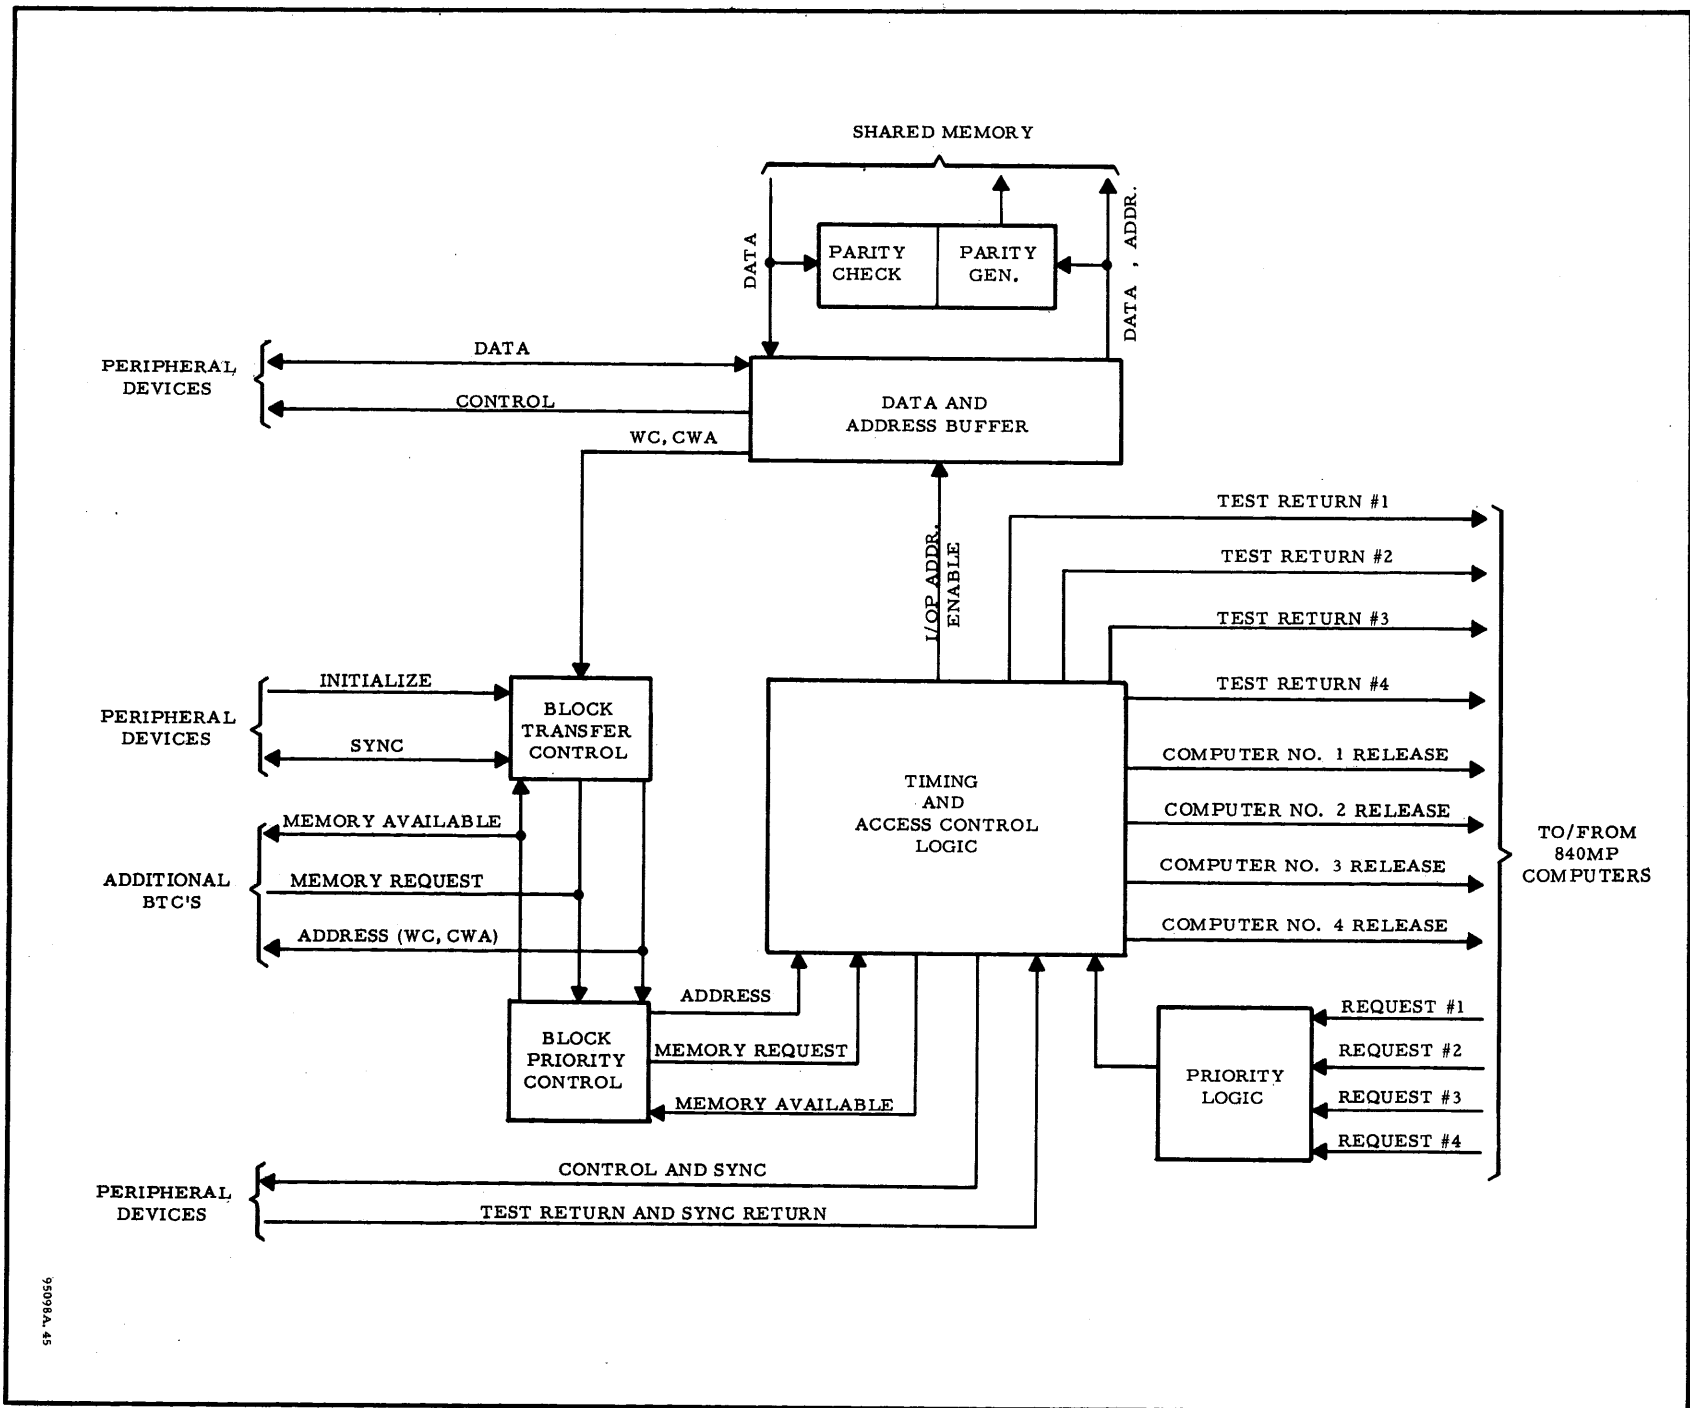 SHARED MEMORY
DATA
PARITY
CHECK
PARITY
GEN.
DATA , ADDR.
PERIPHERAL
DEVICES
DATA
CONTROL
DATA AND
ADDRESS BUFFER
WC, CWA
I/OP ADDR.
ENABLE
TEST RETURN #1
TEST RETURN #2
TEST RETURN #3
TEST RETURN #4
PERIPHERAL
DEVICES
INITIALIZE
SYNC
BLOCK
TRANSFER
CONTROL
TIMING
AND
ACCESS CONTROL
LOGIC
COMPUTER NO. 1 RELEASE
COMPUTER NO. 2 RELEASE
COMPUTER NO. 3 RELEASE
COMPUTER NO. 4 RELEASE
TO/FROM
840MP
COMPUTERS
ADDITIONAL
BTC'S
MEMORY AVAILABLE
MEMORY REQUEST
ADDRESS (WC, CWA)
BLOCK
PRIORITY
CONTROL
ADDRESS
MEMORY REQUEST
MEMORY AVAILABLE
PRIORITY
LOGIC
REQUEST #1
REQUEST #2
REQUEST #3
REQUEST #4
PERIPHERAL
DEVICES
CONTROL AND SYNC
TEST RETURN AND SYNC RETURN
95098A.45